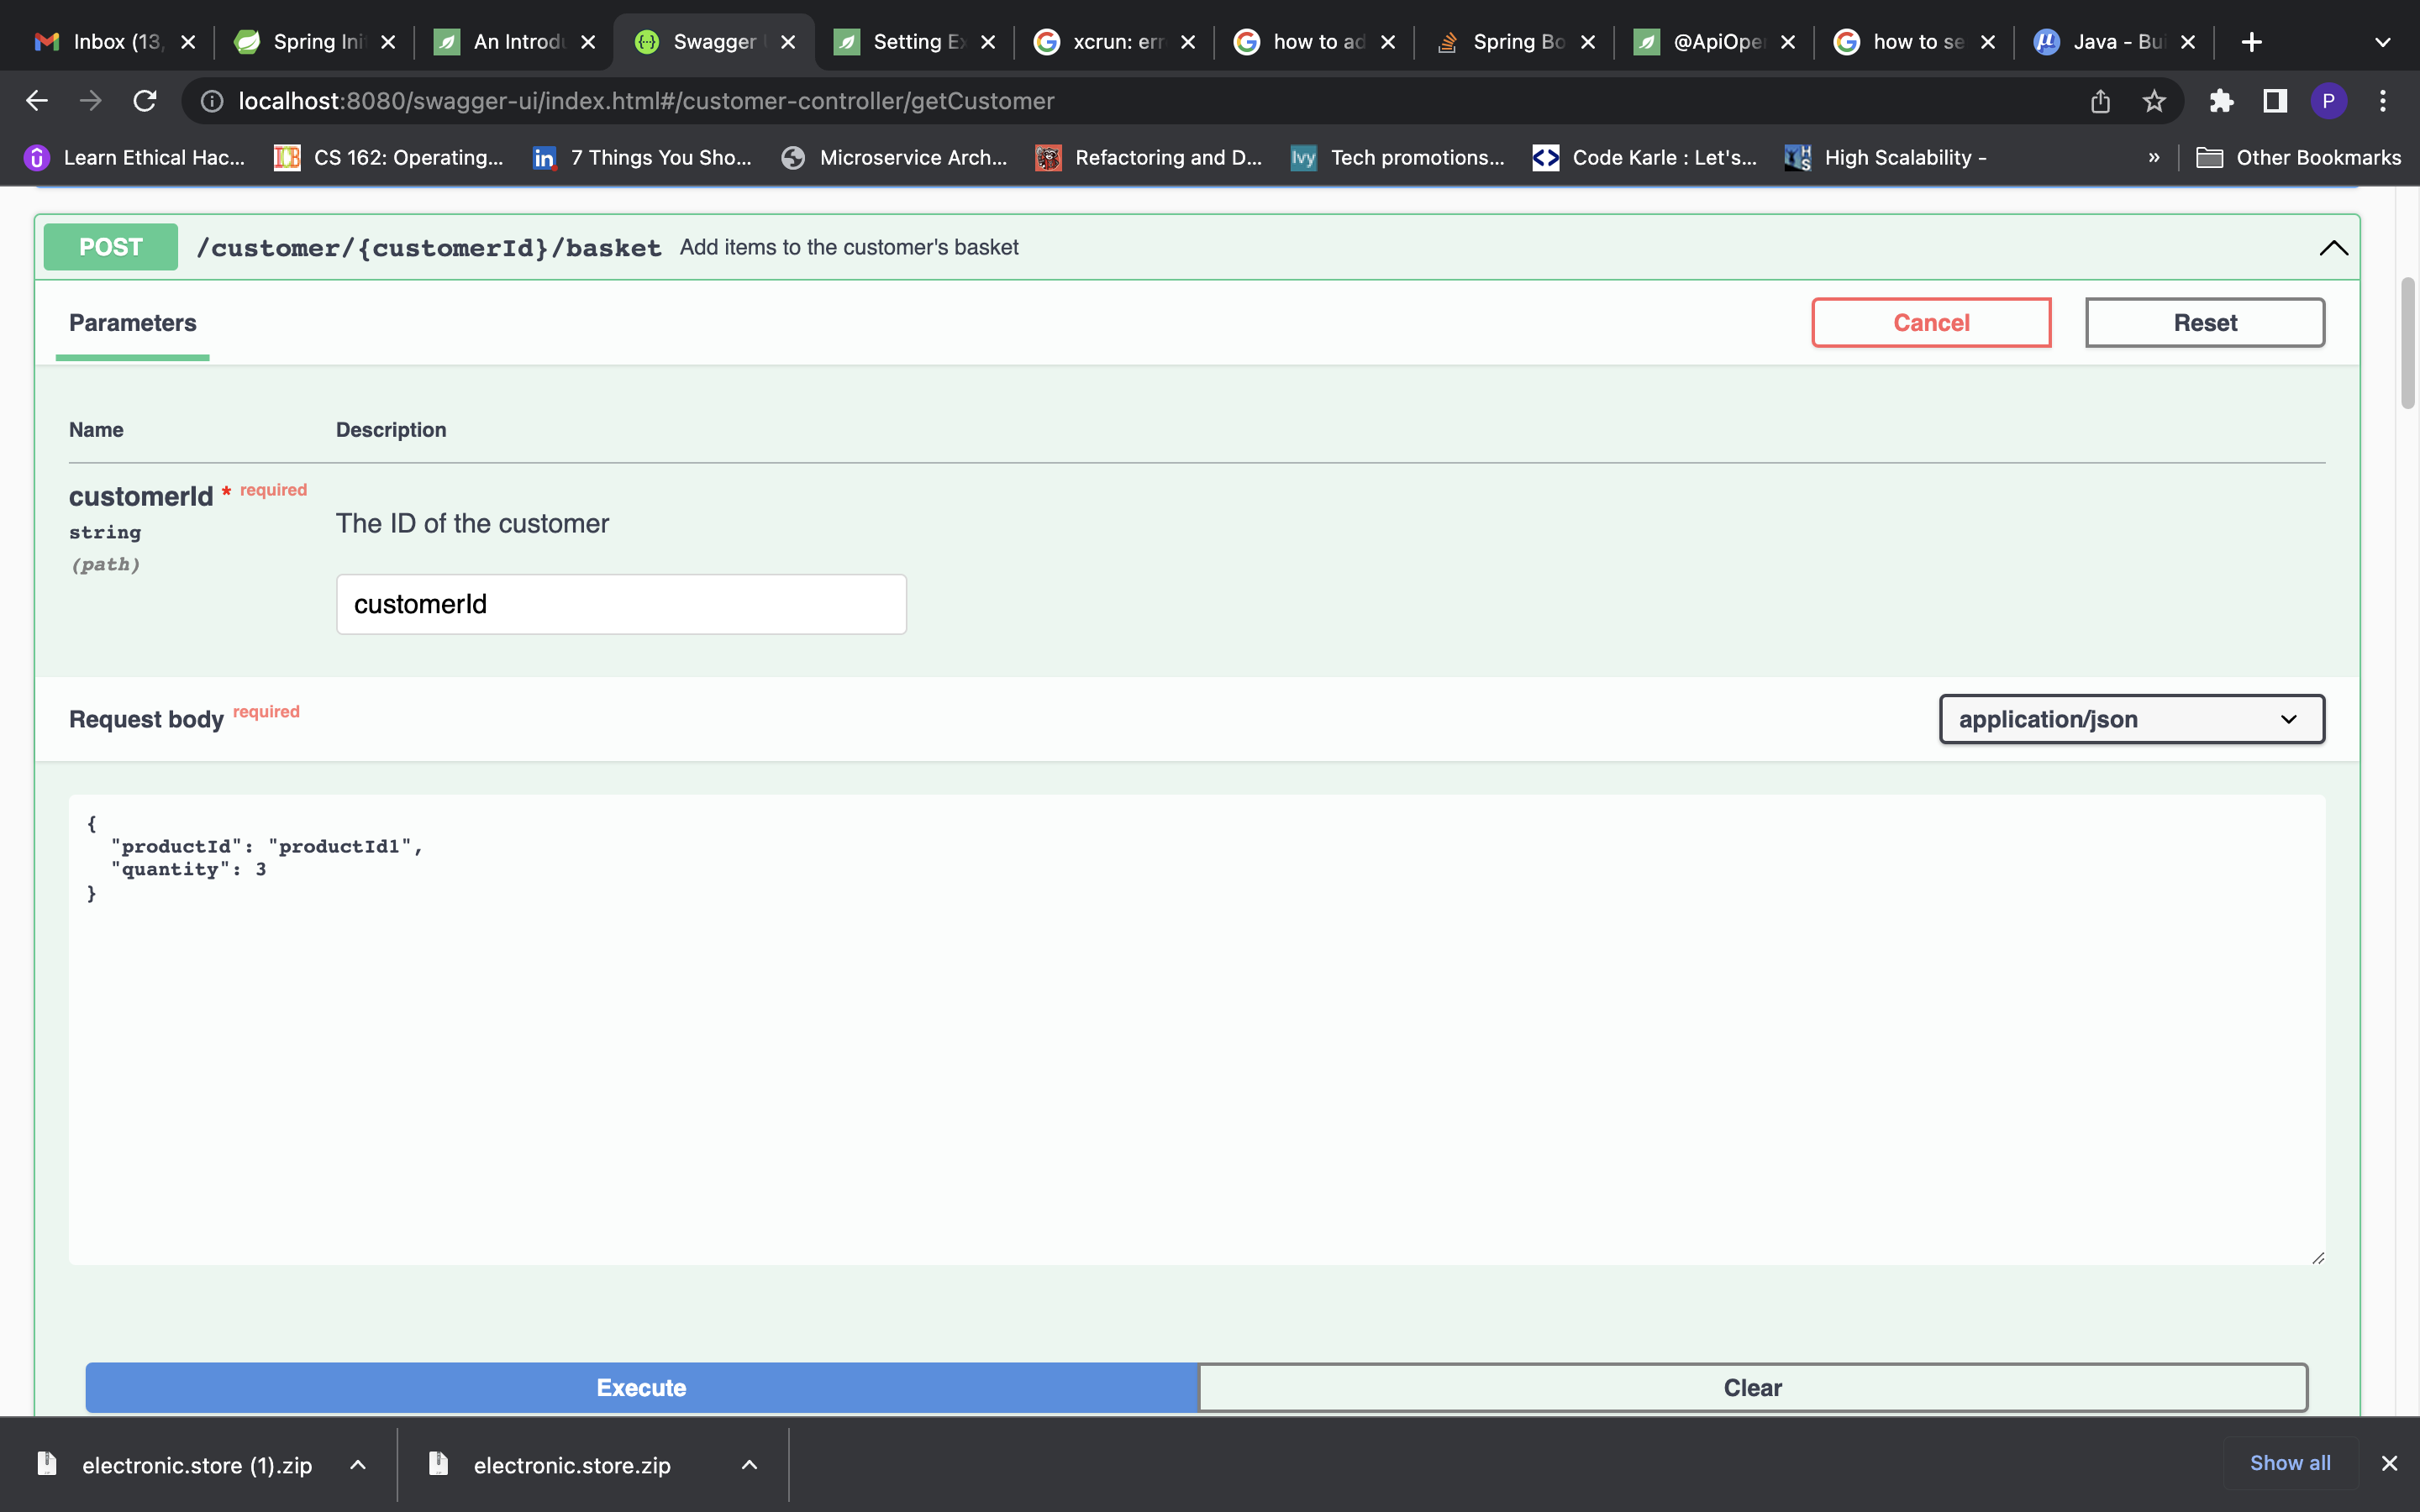 Inbox (13,
Spring Ini
An Introdu
Swagger
Setting Ex
xcrun: err
how to ad
Spring Bo
@ApiOper
how to se
Java - Bui
localhost:8080/swagger-ui/index.html#/customer-controller/getCustomer
P
Learn Ethical Hac...
CS 162: Operating...
7 Things You Sho...
Microservice Arch...
Refactoring and D...
Ivy
Tech promotions...
Code Karle : Let's...
High Scalability -
»
Other Bookmarks
POST
/customer/{customerId}/basket
Add items to the customer's basket
Parameters
Cancel
Reset
Name
Description
customerId * required
string
(path)
The ID of the customer
customerId
Request body required
application/json
{
"productId": "productId1",
"quantity": 3
}
Execute
Clear
electronic.store (1).zip
electronic.store.zip
Show all